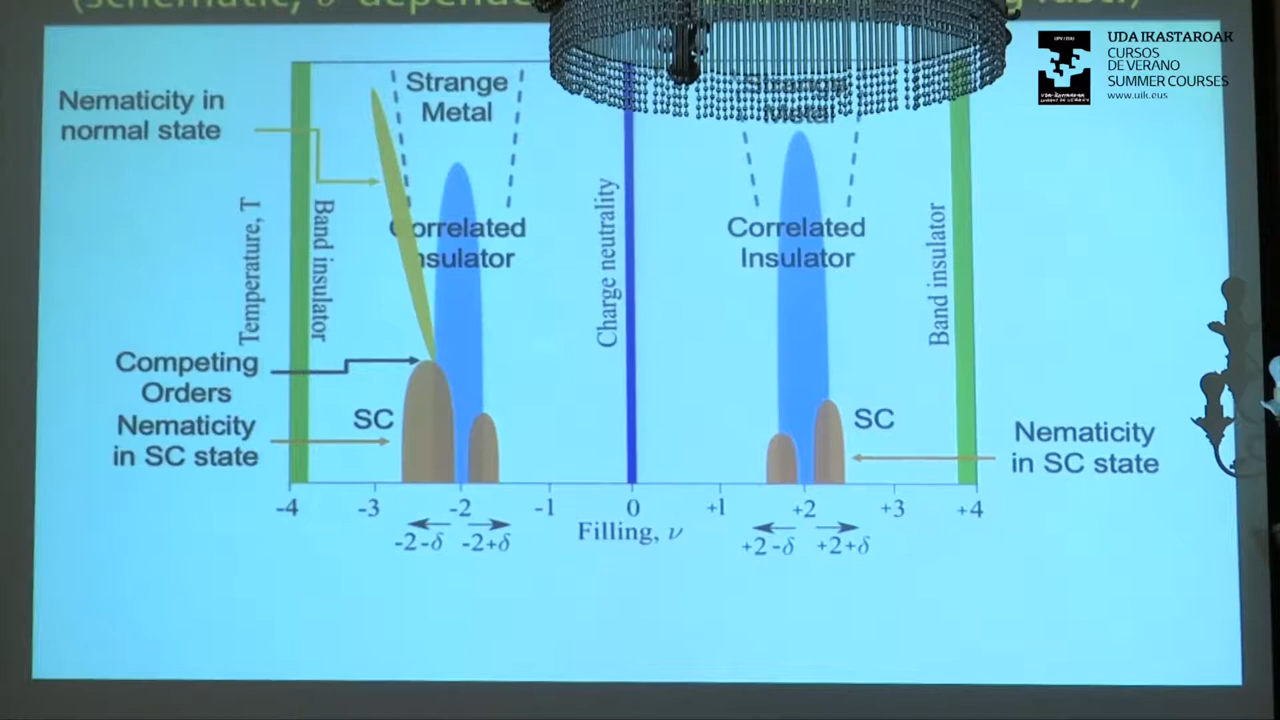 (schematic, ν
UDA IKASTAROAK
CURSOS
DE VERANO
SUMMER COURSES
www.uik.eus
Nematicity in
normal state
Strange
Metal
Strange
Metal
Temperature, T
Band insulator
Correlated
Insulator
Charge neutrality
Correlated
Insulator
Band insulator
Competing
Orders
Nematicity
in SC state
SC
SC
Nematicity
in SC state
-4 -3 -2 -1 0 +1 +2 +3 +4
-2-δ -2+δ Filling, ν +2-δ +2+δ